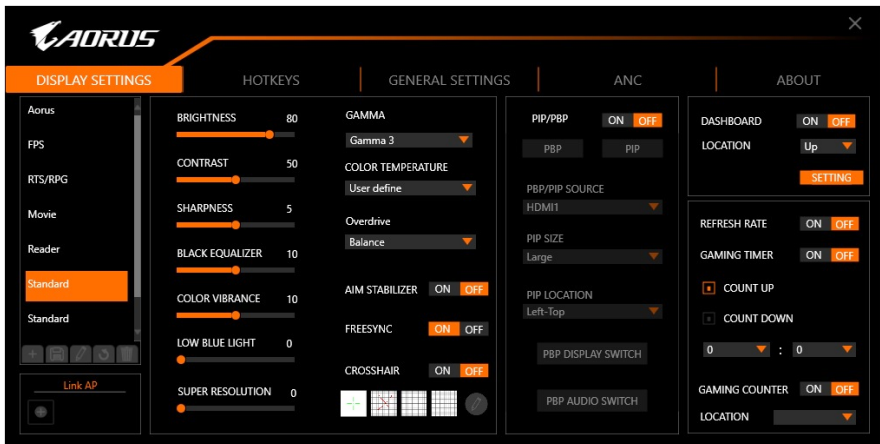 AORUS
DISPLAY SETTINGS
HOTKEYS
GENERAL SETTINGS
ANC
ABOUT
Aorus
FPS
RTS/RPG
Movie
Reader
Standard
Standard
Link AP
BRIGHTNESS 80
CONTRAST 50
SHARPNESS 5
BLACK EQUALIZER 10
COLOR VIBRANCE 10
LOW BLUE LIGHT 0
SUPER RESOLUTION 0
GAMMA
Gamma 3
COLOR TEMPERATURE
User define
Overdrive
Balance
AIM STABILIZER ON OFF
FREESYNC ON OFF
CROSSHAIR ON OFF
PIP/PBP ON OFF
PBP PIP
PBP/PIP SOURCE
HDMI1
PIP SIZE
Large
PIP LOCATION
Left-Top
PBP DISPLAY SWITCH
PBP AUDIO SWITCH
DASHBOARD ON OFF
LOCATION Up
SETTING
REFRESH RATE ON OFF
GAMING TIMER ON OFF
COUNT UP
COUNT DOWN
0 : 0
GAMING COUNTER ON OFF
LOCATION